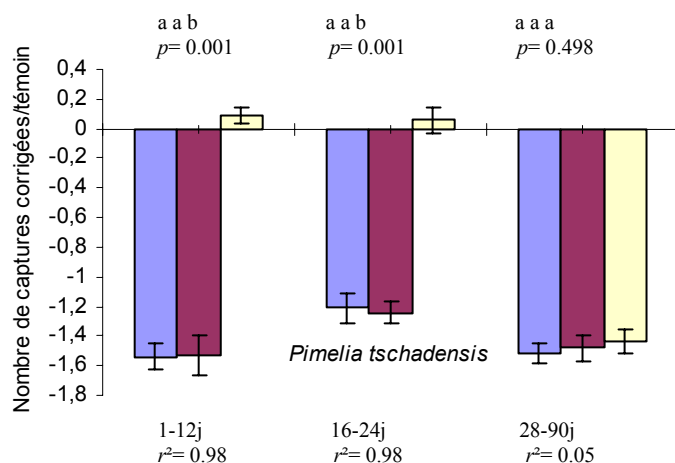 a a b
a a b
a a a
p= 0.001
p= 0.001
p= 0.498
Nombre de captures corrigées/témoin
0,4
0,2
0
-0,2
-0,4
-0,6
-0,8
-1
-1,2
-1,4
-1,6
-1,8
Pimelia tschadensis
1-12j
16-24j
28-90j
r²= 0.98
r²= 0.98
r²= 0.05